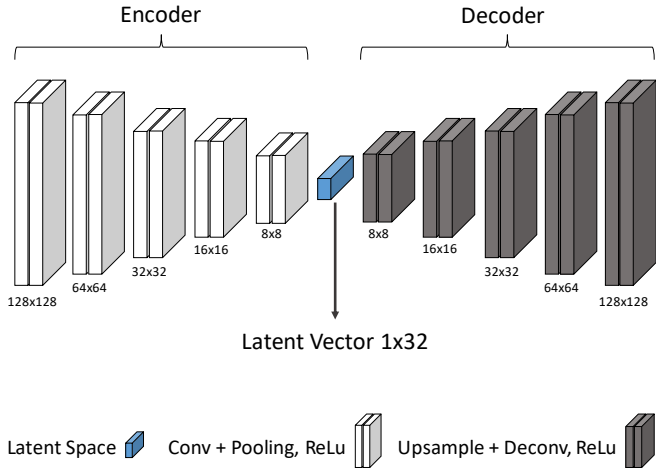 Encoder
Decoder
128x128
64x64
32x32
16x16
8x8
8x8
16x16
32x32
64x64
128x128
Latent Vector 1x32
Latent Space
Conv + Pooling, ReLu
Upsample + Deconv, ReLu